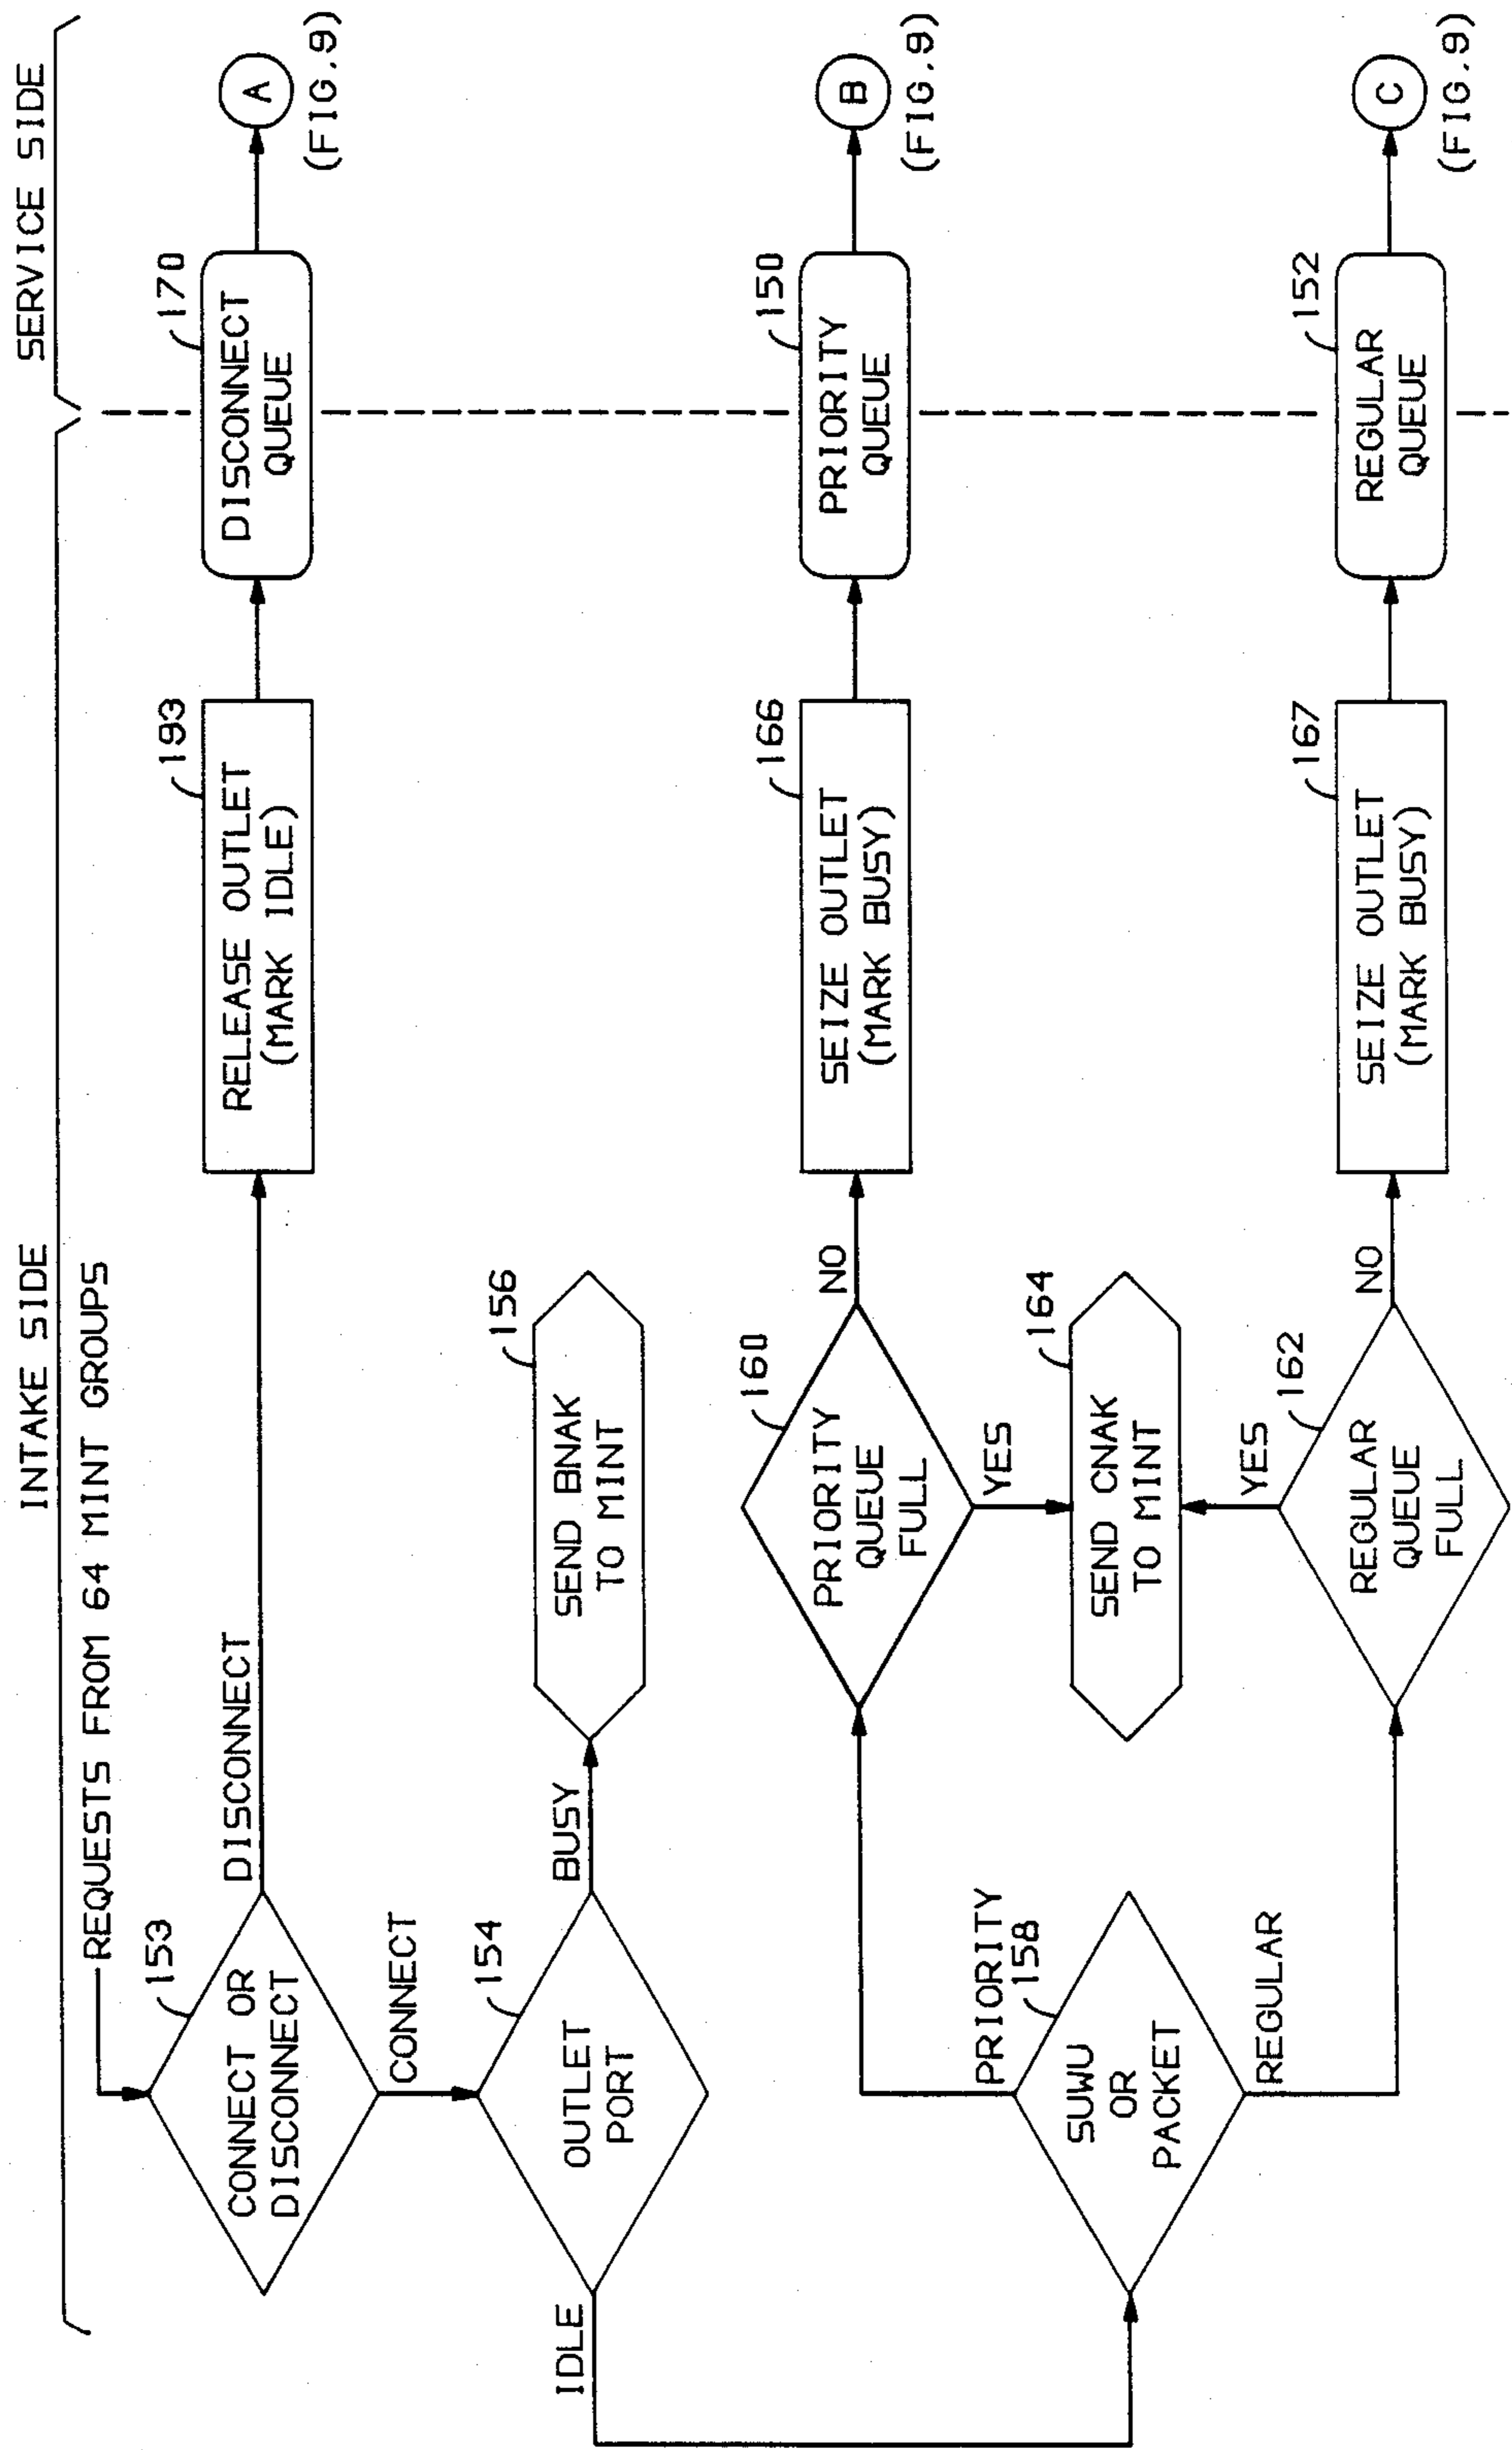 INTAKE SIDE
SERVICE SIDE
REQUESTS FROM 64 MINT GROUPS
153
CONNECT OR
DISCONNECT
DISCONNECT
193
RELEASE OUTLET
(MARK IDLE)
170
DISCONNECT
QUEUE
A
(FIG.9)
CONNECT
154
OUTLET
PORT
BUSY
156
SEND BNAK
TO MINT
IDLE
PRIORITY
158
SUWU
OR
PACKET
REGULAR
160
PRIORITY
QUEUE
FULL
NO
166
SEIZE OUTLET
(MARK BUSY)
150
PRIORITY
QUEUE
B
(FIG.9)
YES
164
SEND CNAK
TO MINT
YES
162
REGULAR
QUEUE
FULL
NO
167
SEIZE OUTLET
(MARK BUSY)
152
REGULAR
QUEUE
C
(FIG.9)